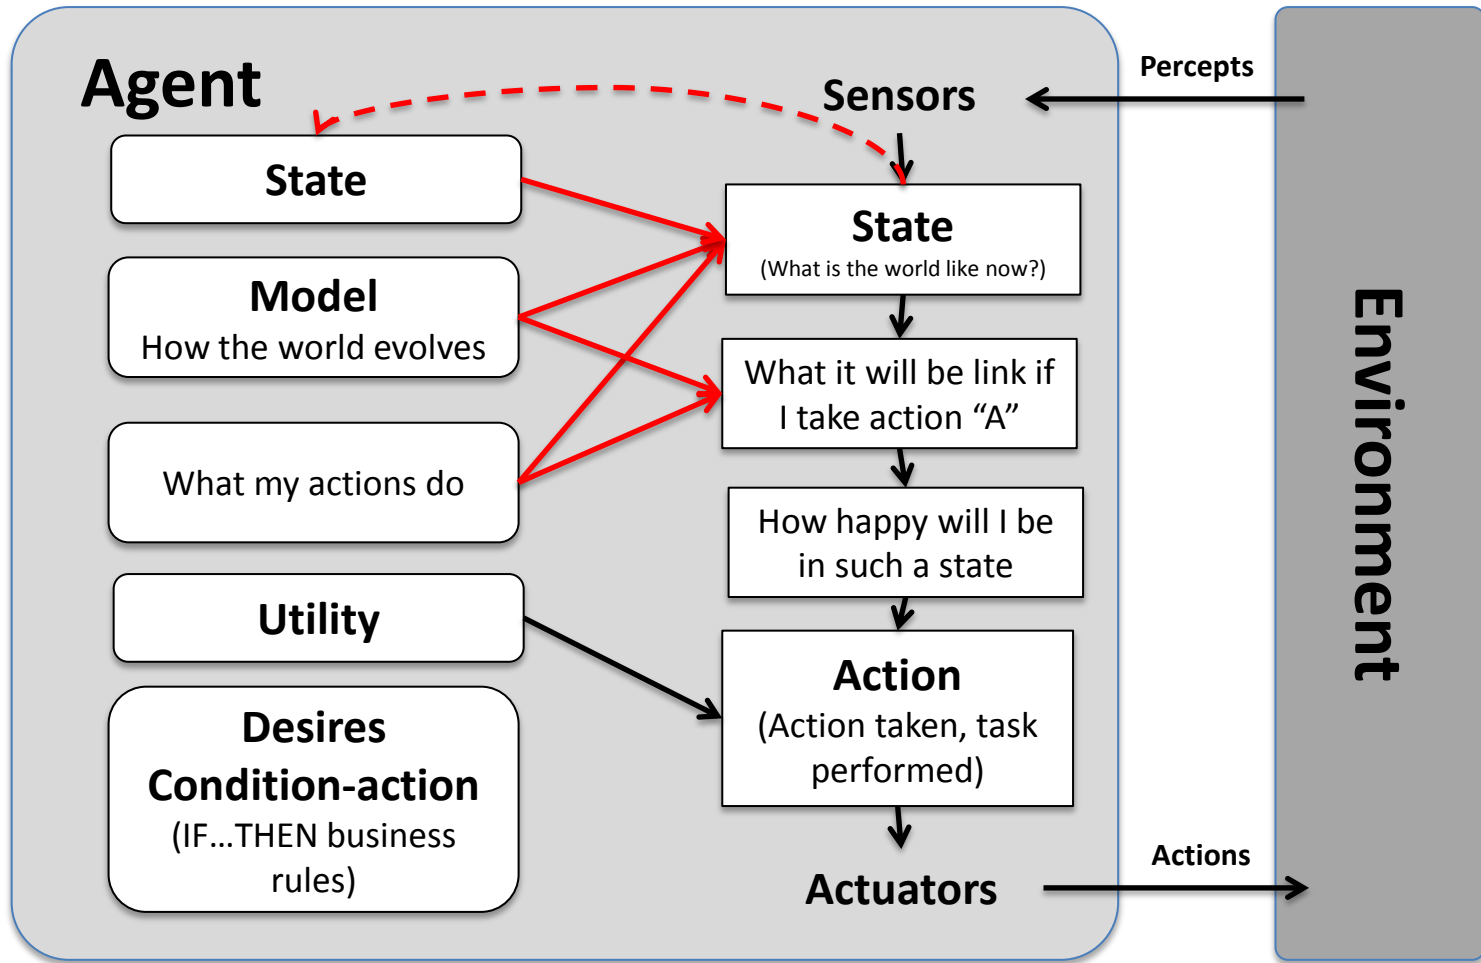 Agent
State
Model
How the world evolves
What my actions do
Utility
Desires
Condition-action
(IF...THEN business
rules)
Sensors
State
(What is the world like now?)
What it will be link if
I take action “A”
How happy will I be
in such a state
Action
(Action taken, task
performed)
Actuators
Percepts
Actions
Environment